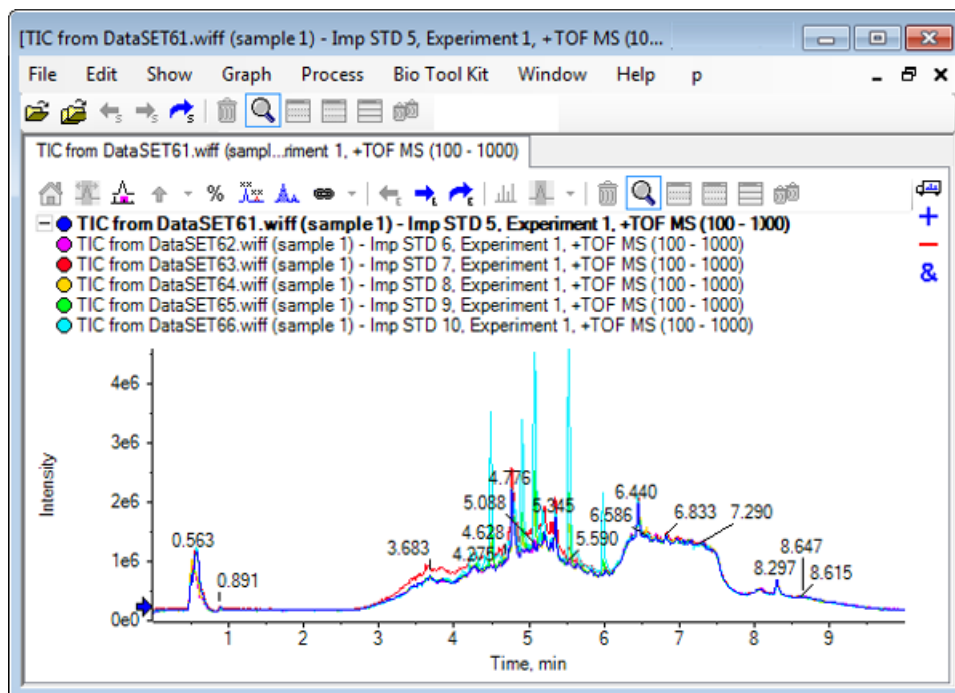 [TIC from DataSET61.wiff (sample 1) - Imp STD 5, Experiment 1, +TOF MS (10...
File Edit Show Graph Process Bio Tool Kit Window Help p
TIC from DataSET61.wiff (sampl...riment 1, +TOF MS (100 - 1000)
%
TIC from DataSET61.wiff (sample 1) - Imp STD 5, Experiment 1, +TOF MS (100 - 1000)
TIC from DataSET62.wiff (sample 1) - Imp STD 6, Experiment 1, +TOF MS (100 - 1000)
TIC from DataSET63.wiff (sample 1) - Imp STD 7, Experiment 1, +TOF MS (100 - 1000)
TIC from DataSET64.wiff (sample 1) - Imp STD 8, Experiment 1, +TOF MS (100 - 1000)
TIC from DataSET65.wiff (sample 1) - Imp STD 9, Experiment 1, +TOF MS (100 - 1000)
TIC from DataSET66.wiff (sample 1) - Imp STD 10, Experiment 1, +TOF MS (100 - 1000)
&
Intensity
4e6
3e6
2e6
1e6
0e0
0.563
0.891
3.683
4.275
4.628
5.088
4.776
5.345
5.590
6.586
6.440
6.833
7.290
8.297
8.647
8.615
1 2 3 4 5 6 7 8 9
Time, min